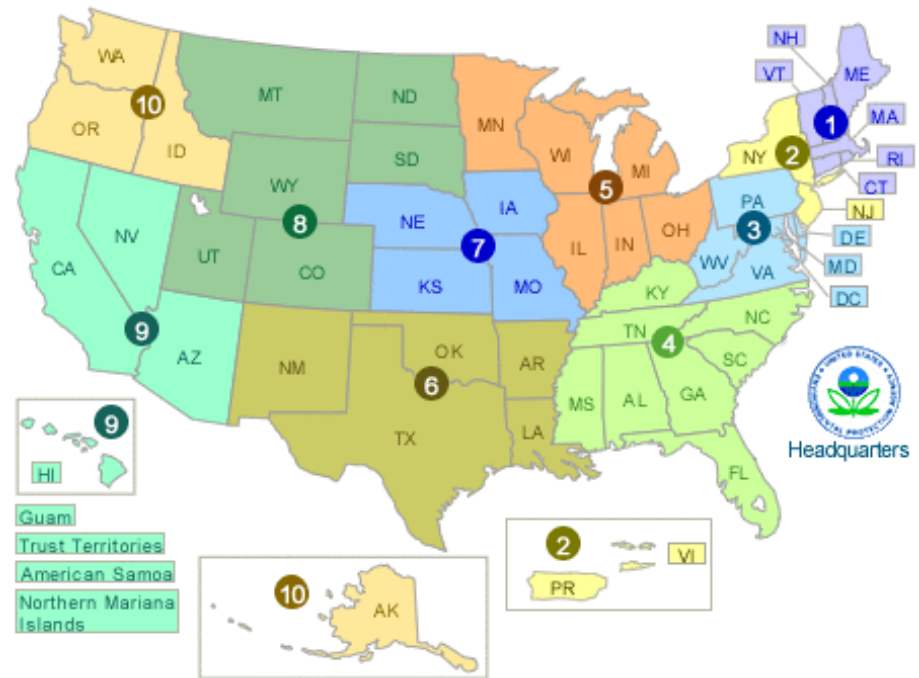 NH
VT
ME
MA
RI
CT
1
WA
10
OR
ID
MT
ND
SD
WY
8
UT
CO
MN
WI
MI
5
IL
IN
OH
NY
2
NJ
PA
3
WV
VA
DE
MD
DC
NE
IA
7
KS
MO
CA
NV
9
AZ
NM
OK
AR
6
TX
LA
KY
TN
NC
4
SC
MS
AL
GA
FL
UNITED STATES
Headquarters
9
HI
Guam
Trust Territories
American Samoa
Northern Mariana
Islands
10
AK
2
VI
PR